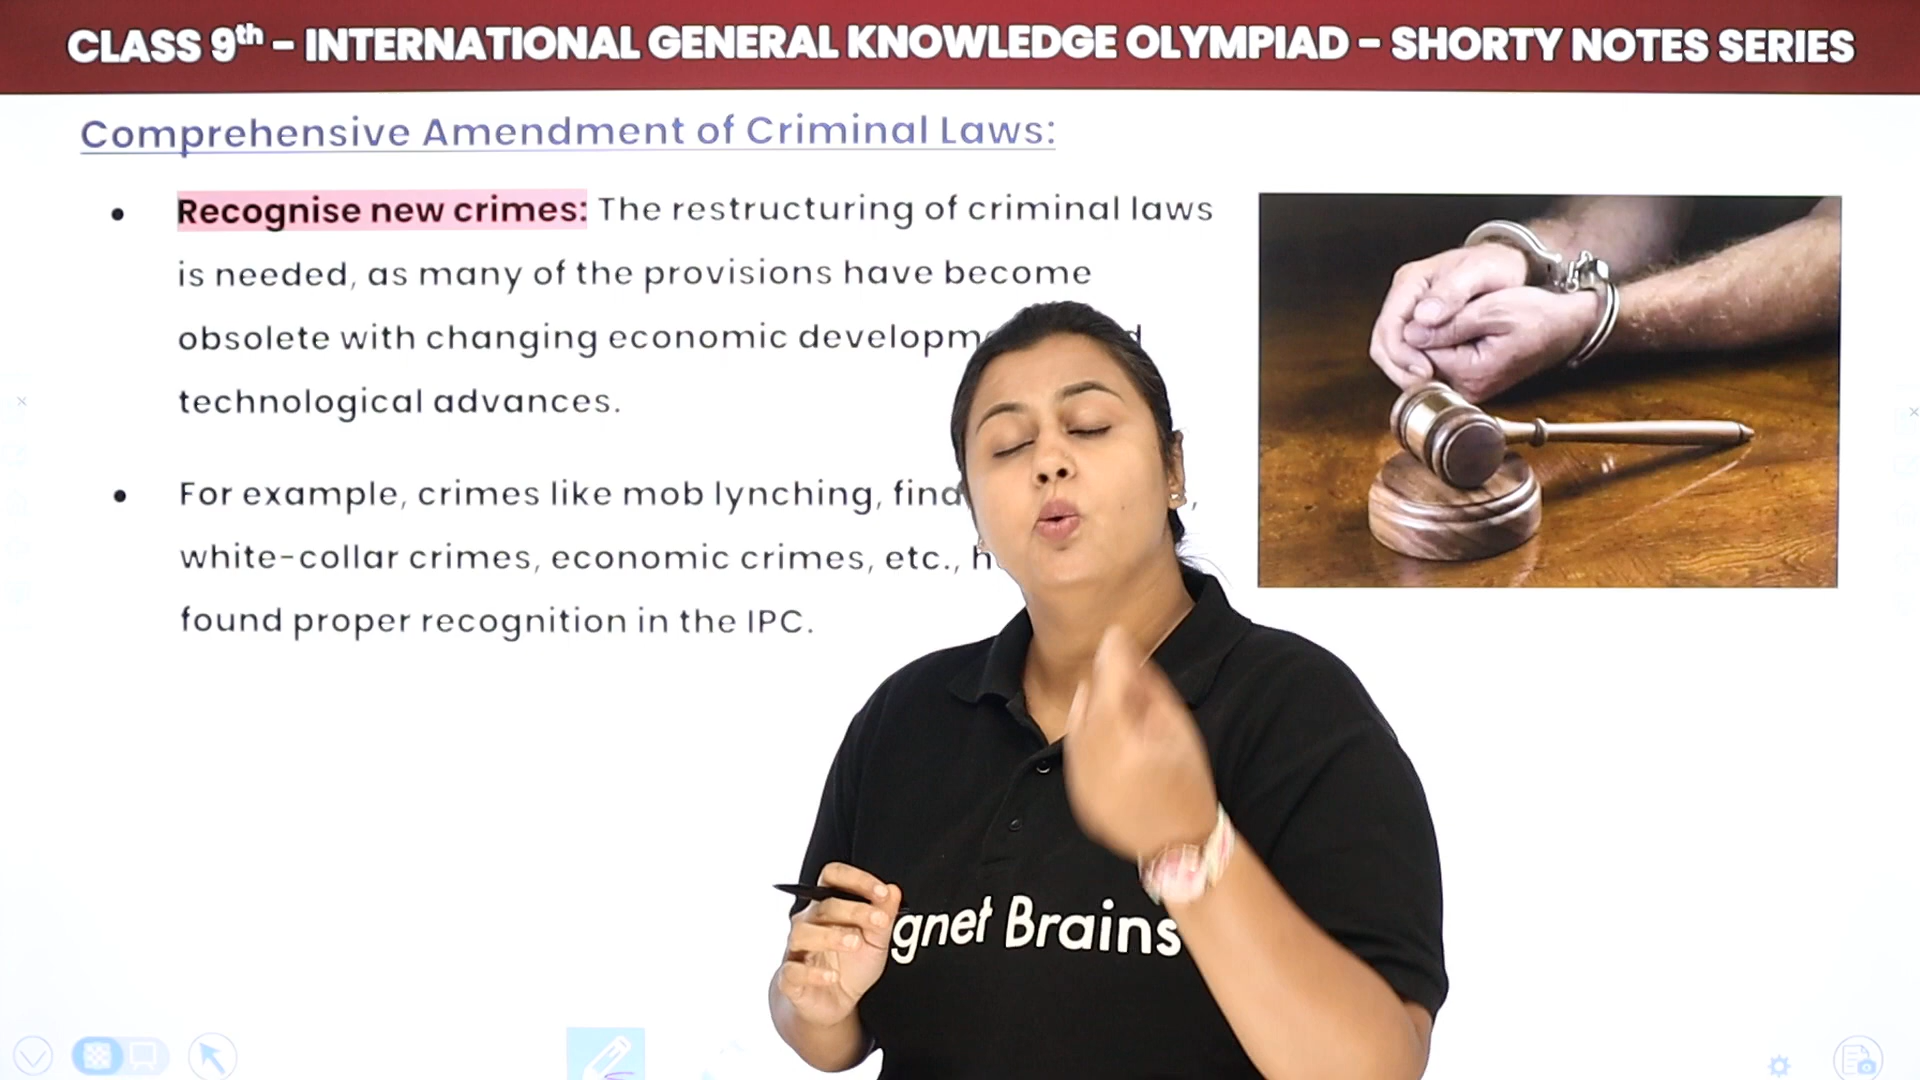 CLASS 9th - INTERNATIONAL GENERAL KNOWLEDGE OLYMPIAD - SHORTY NOTES SERIES
Comprehensive Amendment of Criminal Laws:
• Recognise new crimes: The restructuring of criminal laws
is needed, as many of the provisions have become
obsolete with changing economic
technological advances.
• For example, crimes like mob lynching,
white-collar crimes, economic crimes, etc.,
found proper recognition in the IPC.
gnet Brains